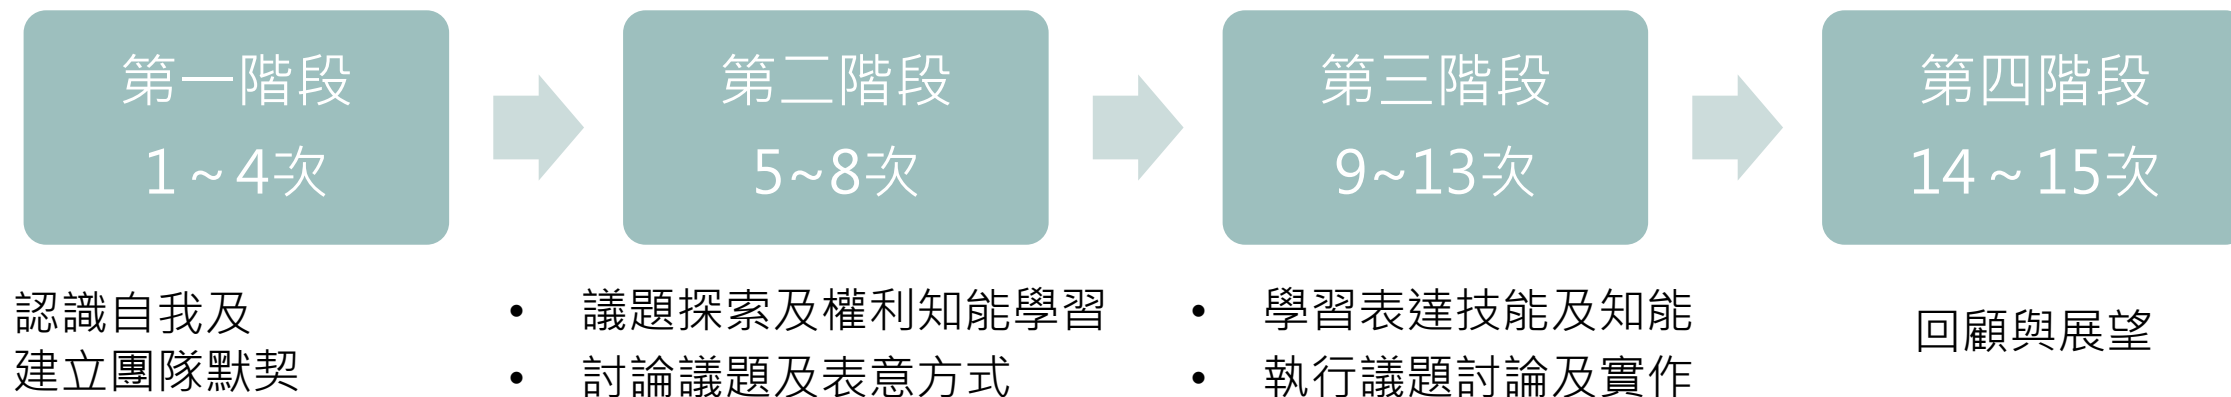 第一階段
1～4次
認識自我及
建立團隊默契
第二階段
5~8次
• 議題探索及權利知能學習
• 討論議題及表意方式
第三階段
9~13次
• 學習表達技能及知能
• 執行議題討論及實作
第四階段
14～15次
回顧與展望